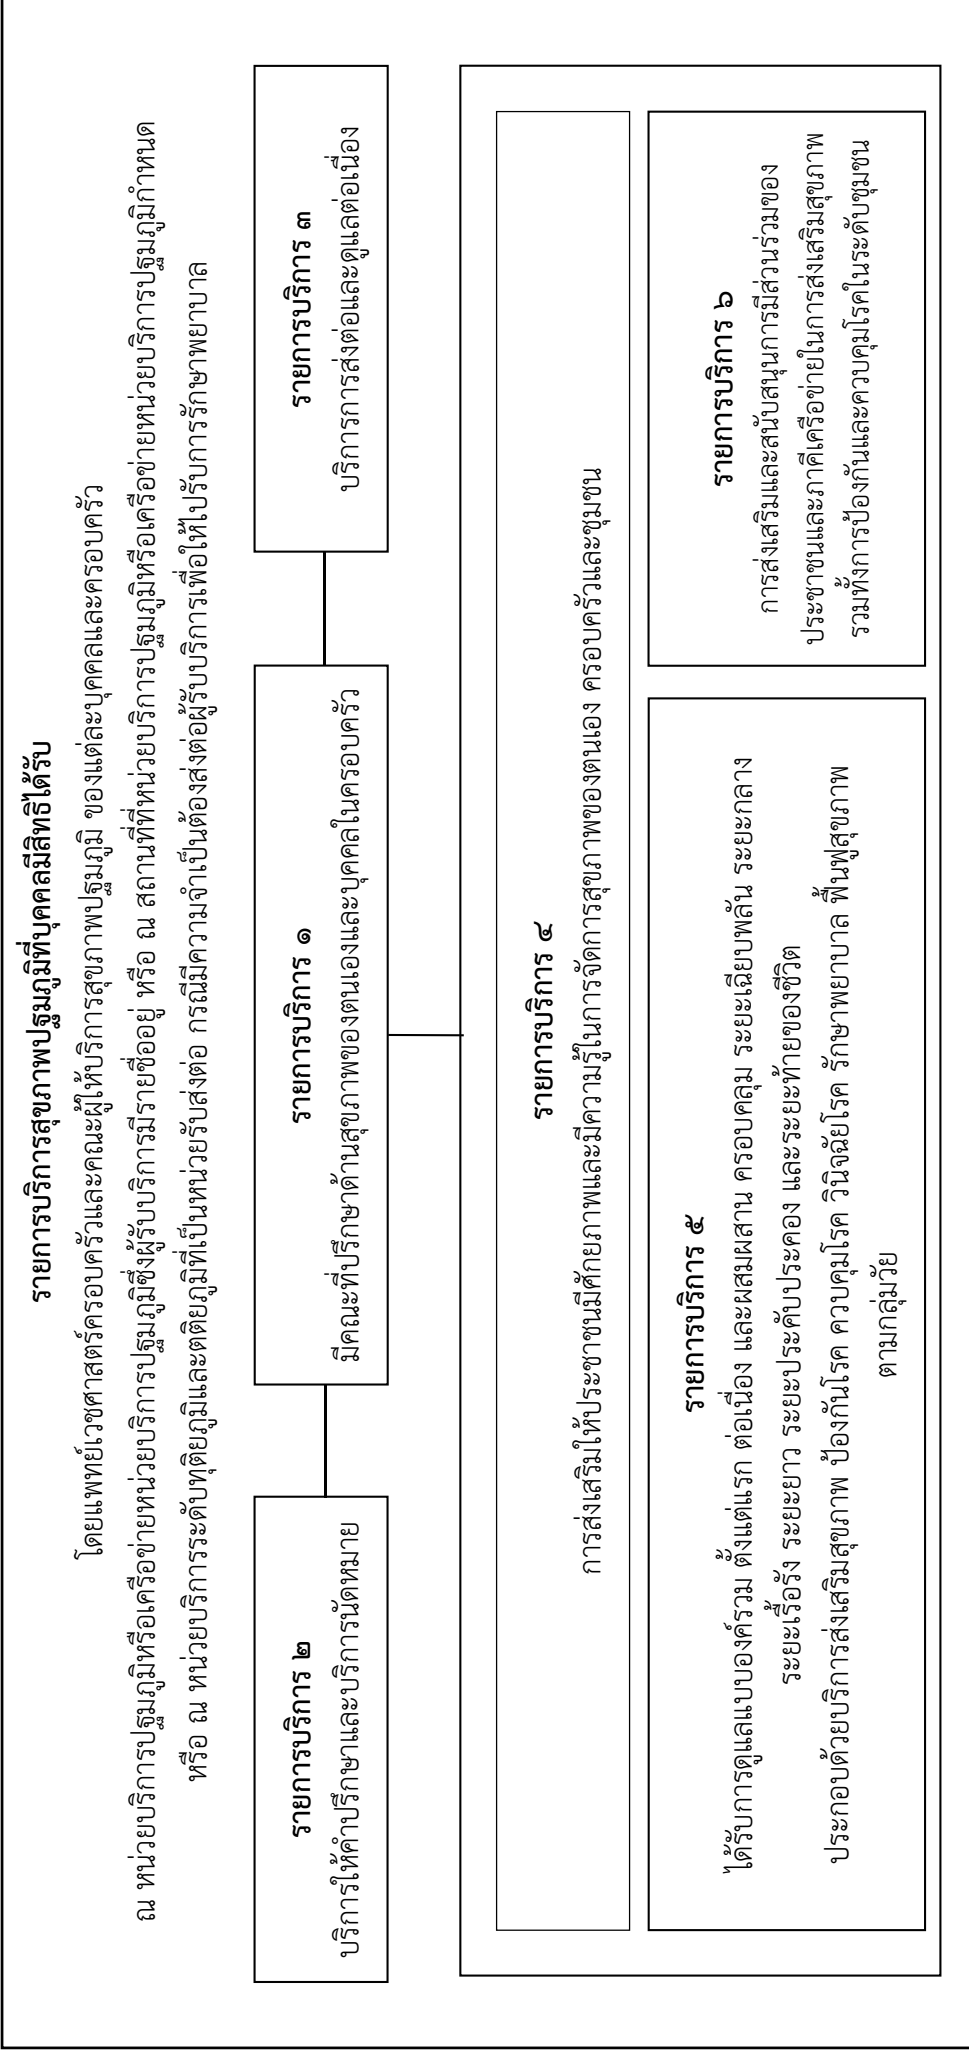 รายการบริการสุขภาพปฐมภูมิที่บุคคลมีสิทธิได้รับ
โดยแพทย์เวชศาสตร์ครอบครัวและคณะผู้ให้บริการสุขภาพปฐมภูมิ ของแต่ละบุคคลและครอบครัว
ณ หน่วยบริการปฐมภูมิหรือเครือข่ายหน่วยบริการปฐมภูมิซึ่งผู้รับบริการมีรายชื่ออยู่ หรือ ณ สถานที่ที่หน่วยบริการปฐมภูมิหรือเครือข่ายหน่วยบริการปฐมภูมิกำหนด
หรือ ณ หน่วยบริการระดับทุติยภูมิและตติยภูมิที่เป็นหน่วยรับส่งต่อ กรณีมีความจำเป็นต้องส่งต่อผู้รับบริการเพื่อให้ไปรับการรักษาพยาบาล
รายการบริการ ๒
บริการให้คำปรึกษาและบริการนัดหมาย
รายการบริการ ๑
มีคณะที่ปรึกษาด้านสุขภาพของตนเองและบุคคลในครอบครัว
รายการบริการ ๓
บริการการส่งต่อและดูแลต่อเนื่อง
รายการบริการ ๔
การส่งเสริมให้ประชาชนมีศักยภาพและมีความรู้ในการจัดการสุขภาพของตนเอง ครอบครัวและชุมชน
รายการบริการ ๕
ได้รับการดูแลแบบองค์รวม ตั้งแต่แรก ต่อเนื่อง และผสมผสาน ครอบคลุม ระยะเฉียบพลัน ระยะกลาง
ระยะเรื้อรัง ระยะยาว ระยะประคับประคอง และระยะท้ายของชีวิต
ประกอบด้วยบริการส่งเสริมสุขภาพ ป้องกันโรค ควบคุมโรค วินิจฉัยโรค รักษาพยาบาล ฟื้นฟูสุขภาพ
ตามกลุ่มวัย
รายการบริการ ๖
การส่งเสริมและสนับสนุนการมีส่วนร่วมของ
ประชาชนและภาคีเครือข่ายในการส่งเสริมสุขภาพ
รวมทั้งการป้องกันและควบคุมโรคในระดับชุมชน